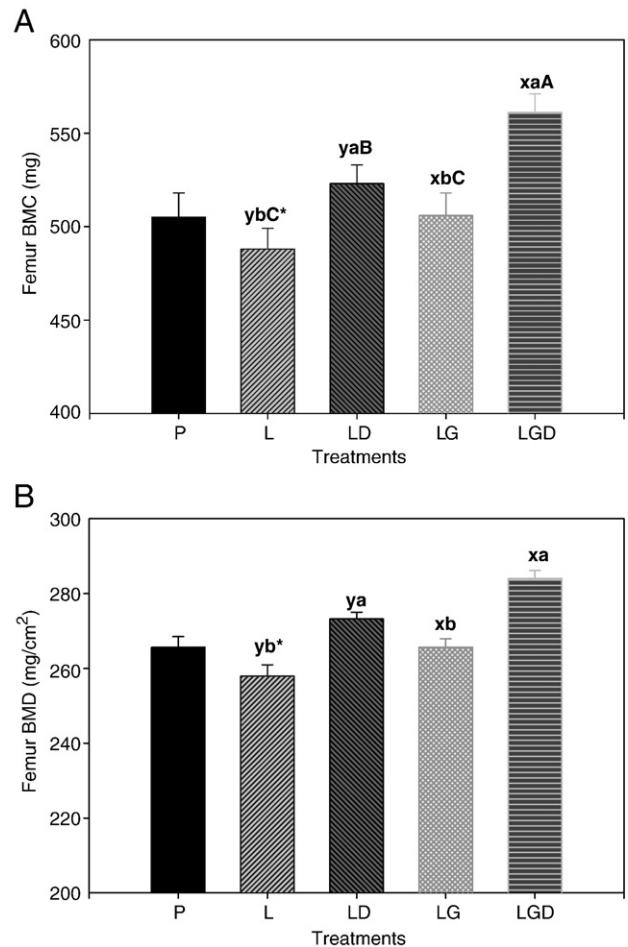 A
600
550
500
450
400
Femur BMC (mg)
ybC*
yaB
xbC
xaA
P L LD LG LGD
Treatments
B
300
280
260
240
220
200
Femur BMD (mg/cm²)
yb*
ya
xb
xa
P L LD LG LGD
Treatments